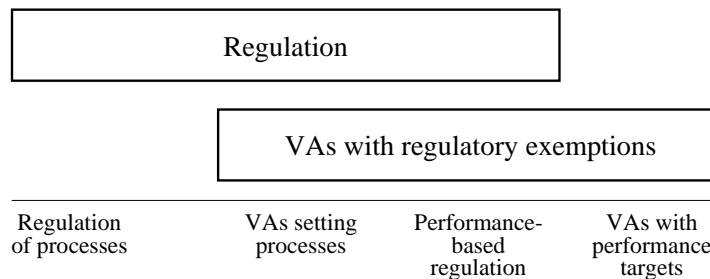 Regulation
VAs with regulatory exemptions
Regulation
of processes
VAs setting
processes
Performance-
based
regulation
VAs with
performance
targets